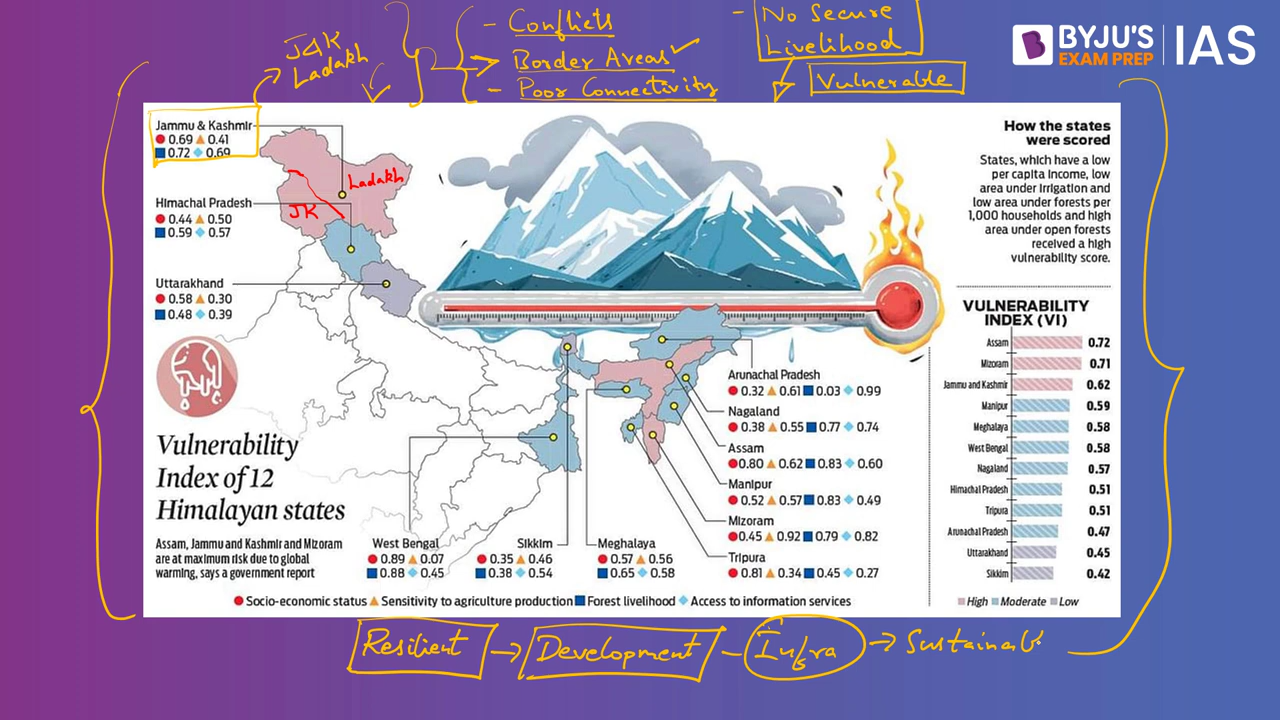 - Conflicts
→ Border Areas ✓
- Poor Connectivity
J&K
Ladakh
- No Secure
Livelihood
Vulnerable
BYJU'S
EXAM PREP
IAS
Jammu & Kashmir
0.69 0.41
0.72 0.69
Himachal Pradesh
0.44 0.50
0.59 0.57
Uttarakhand
0.58 0.30
0.48 0.39
Ladakh
JK
How the states
were scored
States, which have a low
per capita income, low
area under irrigation and
low area under forests per
1,000 households and high
area under open forests
received a high
vulnerability score.
Vulnerability
Index of 12
Himalayan states
Assam, Jammu and Kashmir and Mizoram
are at maximum risk due to global
warming, says a government report
West Bengal
0.89 0.07
0.88 0.45
Sikkim
0.35 0.46
0.38 0.54
Meghalaya
0.57 0.56
0.65 0.58
Arunachal Pradesh
0.32 0.61 0.03 0.99
Nagaland
0.38 0.55 0.77 0.74
Assam
0.80 0.62 0.83 0.60
Manipur
0.52 0.57 0.83 0.49
Mizoram
0.45 0.92 0.79 0.82
Tripura
0.81 0.34 0.45 0.27
VULNERABILITY
INDEX (VI)
Assam 0.72
Mizoram 0.71
Jammu and Kashmir 0.62
Manipur 0.59
Meghalaya 0.58
West Bengal 0.58
Nagaland 0.57
Himachal Pradesh 0.51
Tripura 0.51
Arunachal Pradesh 0.47
Uttarakhand 0.45
Sikkim 0.42
High Moderate Low
Socio-economic status Sensitivity to agriculture production Forest livelihood Access to information services
Resilient → Development - Infra → Sustainab